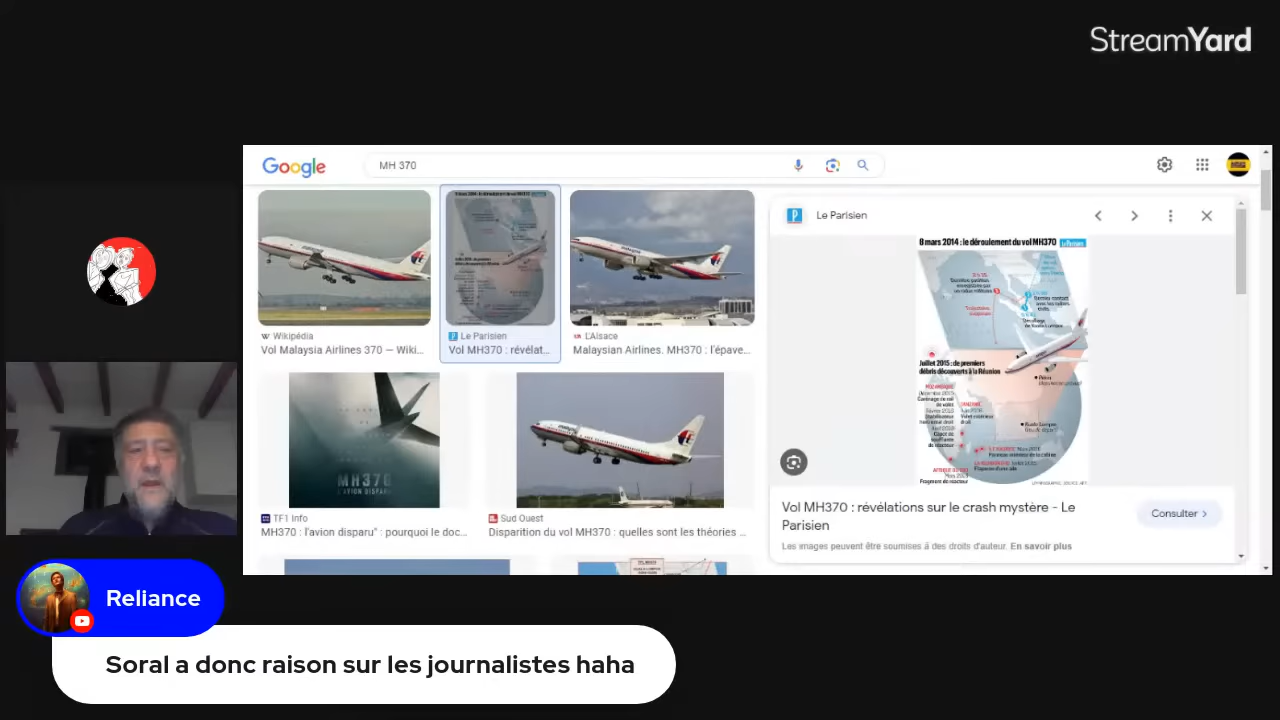 StreamYard
Google
MH 370
W Wikipédia
Vol Malaysia Airlines 370 — Wiki...
Le Parisien
Vol MH370 : révélat...
L'Alsace
Malaysian Airlines. MH370 : l'épave...
MH370
L'AVION DISPARU
TF1 Info
MH370 : l'avion disparu" : pourquoi le doc...
Sud Ouest
Disparition du vol MH370 : quelles sont les théories ...
Le Parisien
8 mars 2014 : le déroulement du vol MH370
Le Parisien
Juillet 2015 : de premiers
débris découverts à la Réunion
Vol MH370 : révélations sur le crash mystère - Le
Parisien
Consulter
Les images peuvent être soumises à des droits d'auteur. En savoir plus
Reliance
Soral a donc raison sur les journalistes haha